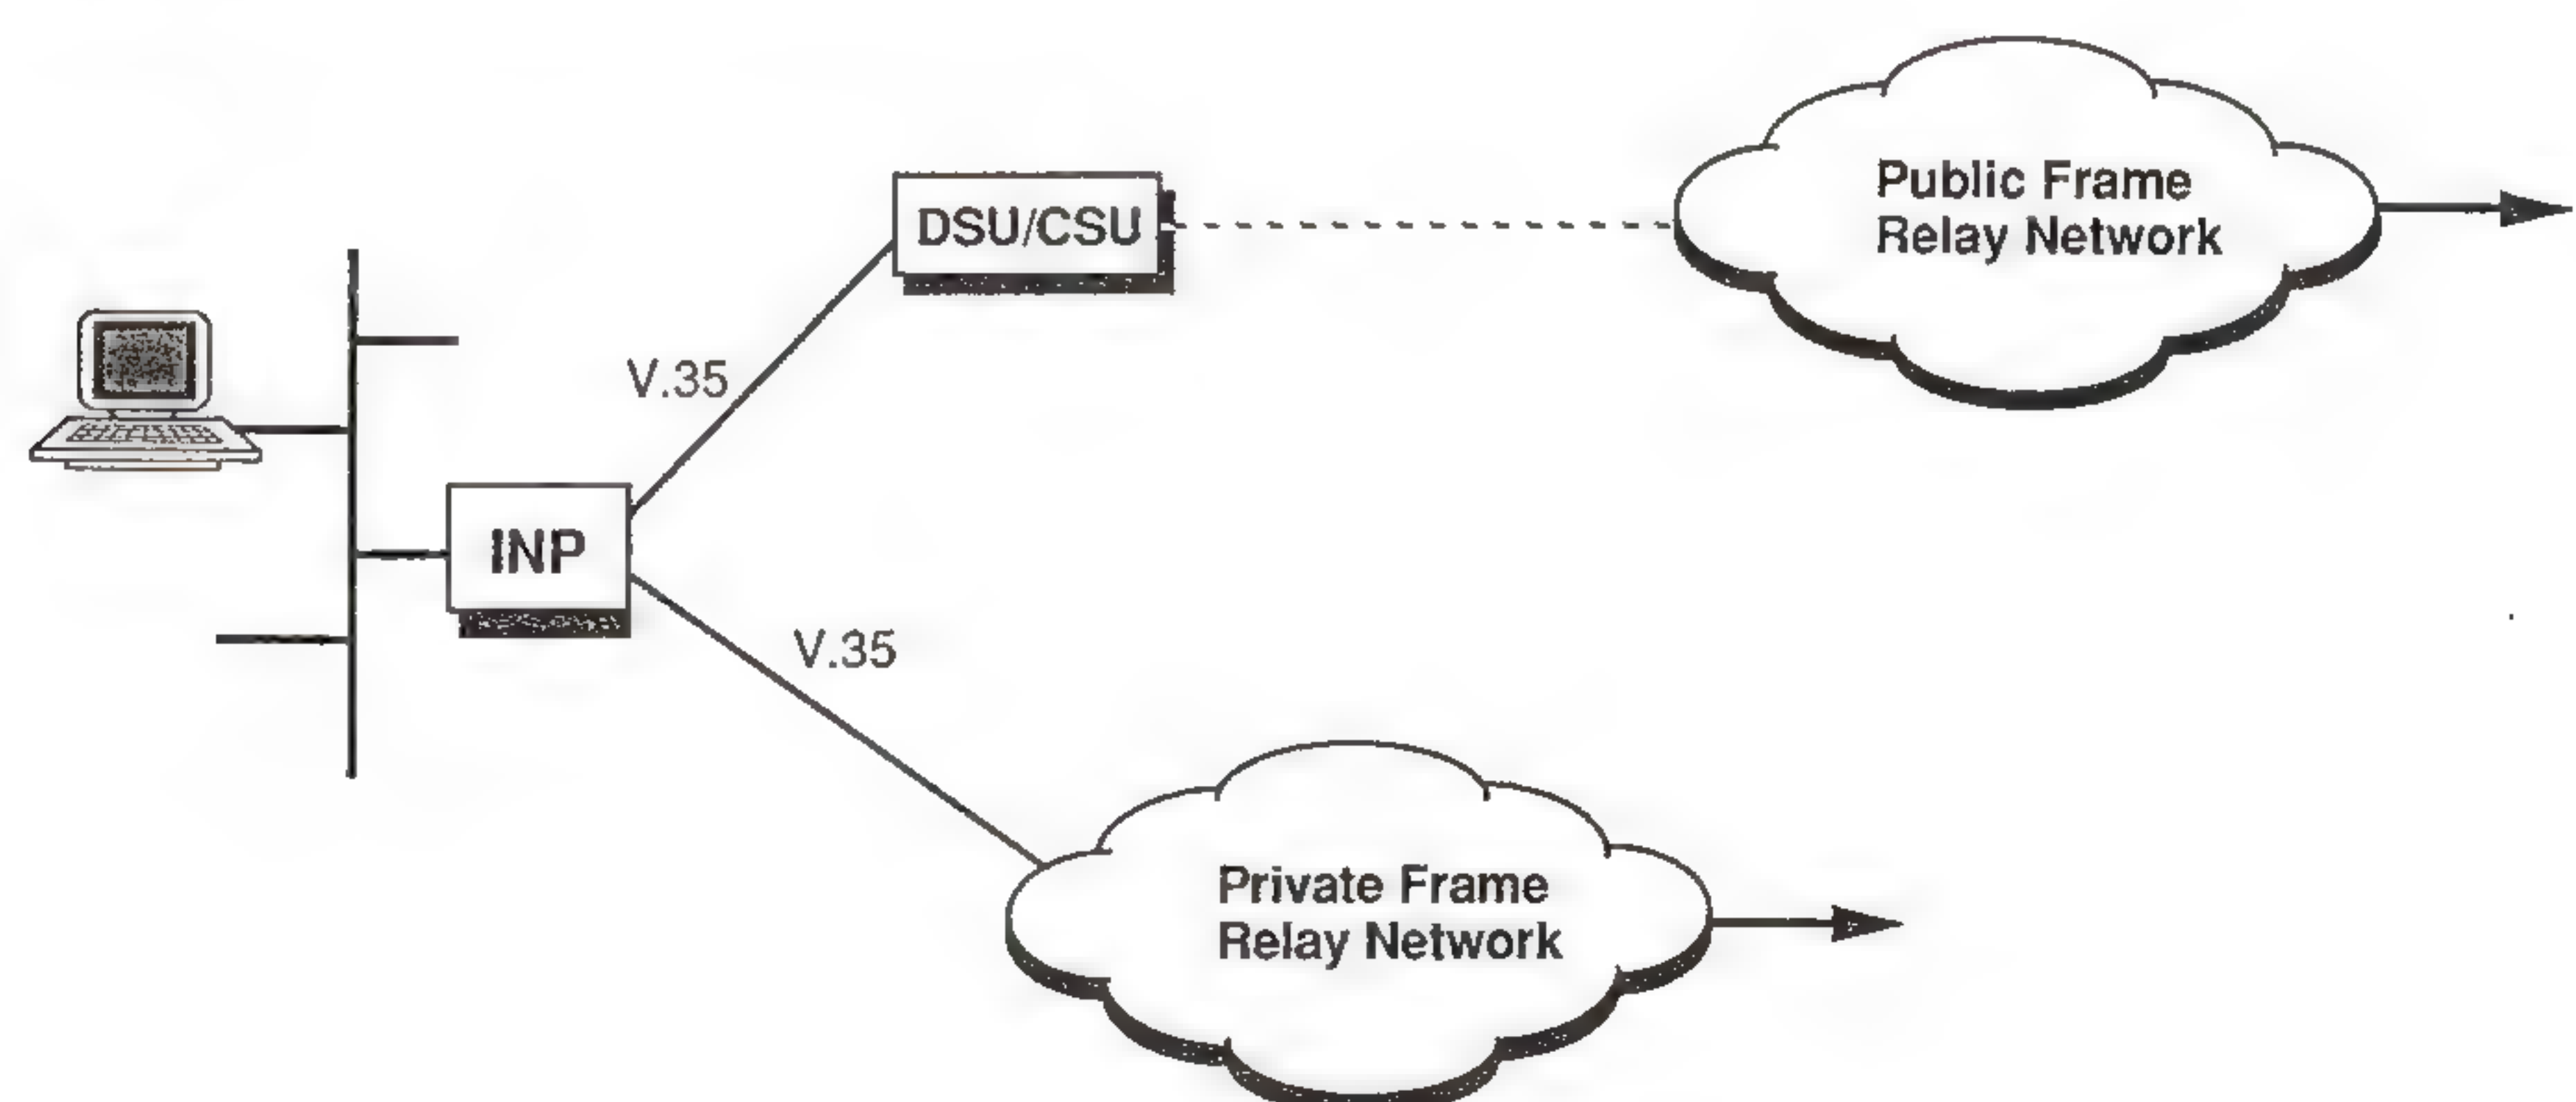 Public Frame
Relay Network
DSU/CSU
V.35
INP
V.35
Private Frame
Relay Network